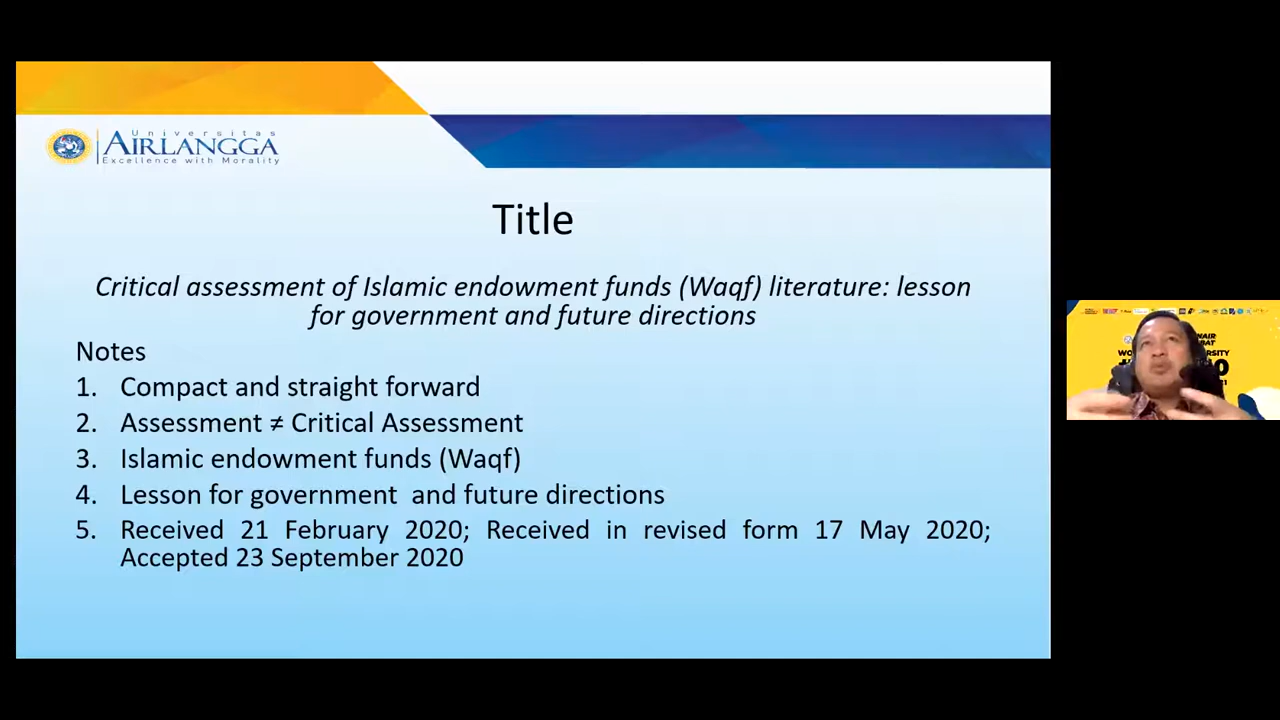 Universitas
AIRLANGGA
Excellence with Morality
Title
Critical assessment of Islamic endowment funds (Waqf) literature: lesson
for government and future directions
Notes
1. Compact and straight forward
2. Assessment ≠ Critical Assessment
3. Islamic endowment funds (Waqf)
4. Lesson for government and future directions
5. Received 21 February 2020; Received in revised form 17 May 2020;
Accepted 23 September 2020